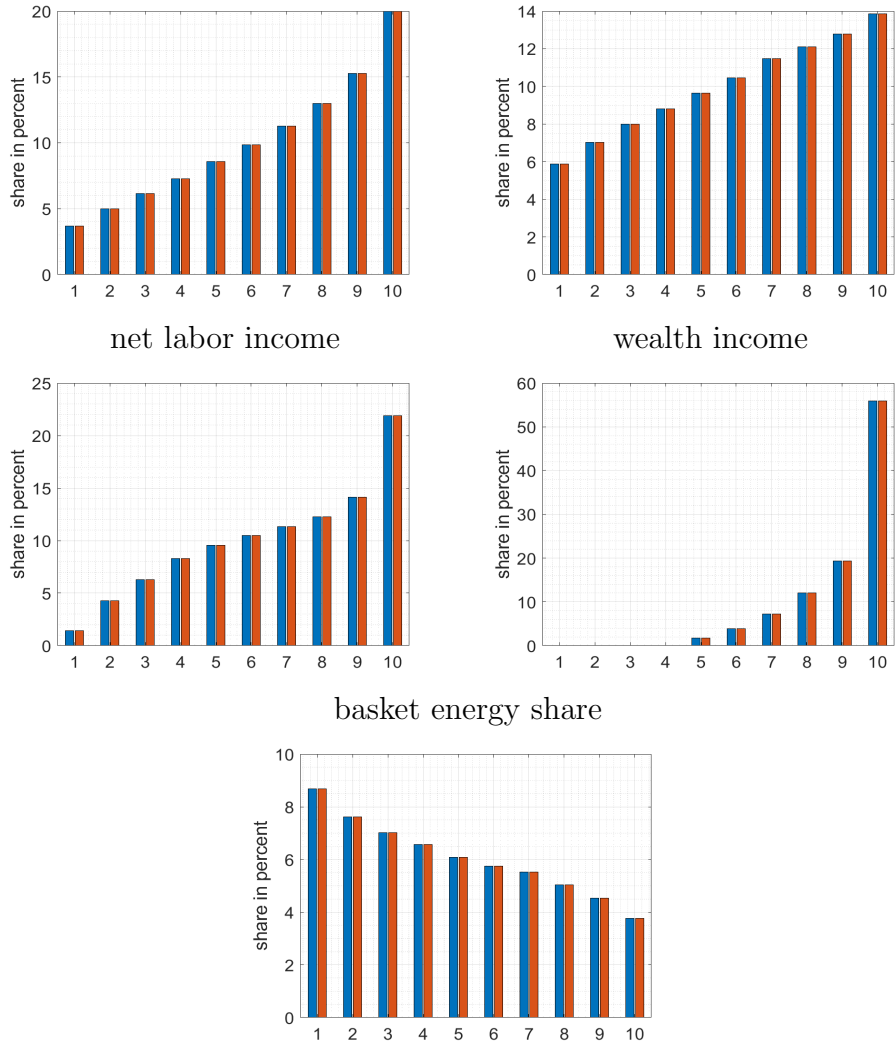 20
15
10
5
0
share in percent
1 2 3 4 5 6 7 8 9 10
14
12
10
8
6
4
2
0
share in percent
1 2 3 4 5 6 7 8 9 10
net labor income
wealth income
25
20
15
10
5
0
share in percent
1 2 3 4 5 6 7 8 9 10
60
50
40
30
20
10
0
share in percent
1 2 3 4 5 6 7 8 9 10
basket energy share
10
8
6
4
2
0
share in percent
1 2 3 4 5 6 7 8 9 10